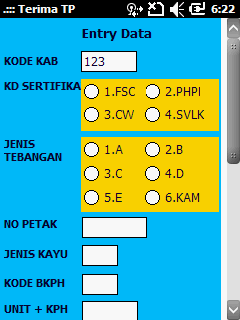 .::: Terima TP 6:22
Entry Data
KODE KAB 123
KD SERTIFIKA 1.FSC 2.PHPL
3.CW 4.SVLK
JENIS TEBANGAN 1.A 2.B
3.C 4.D
5.E 6.KAM
NO PETAK
JENIS KAYU
KODE BKPH
UNIT + KPH